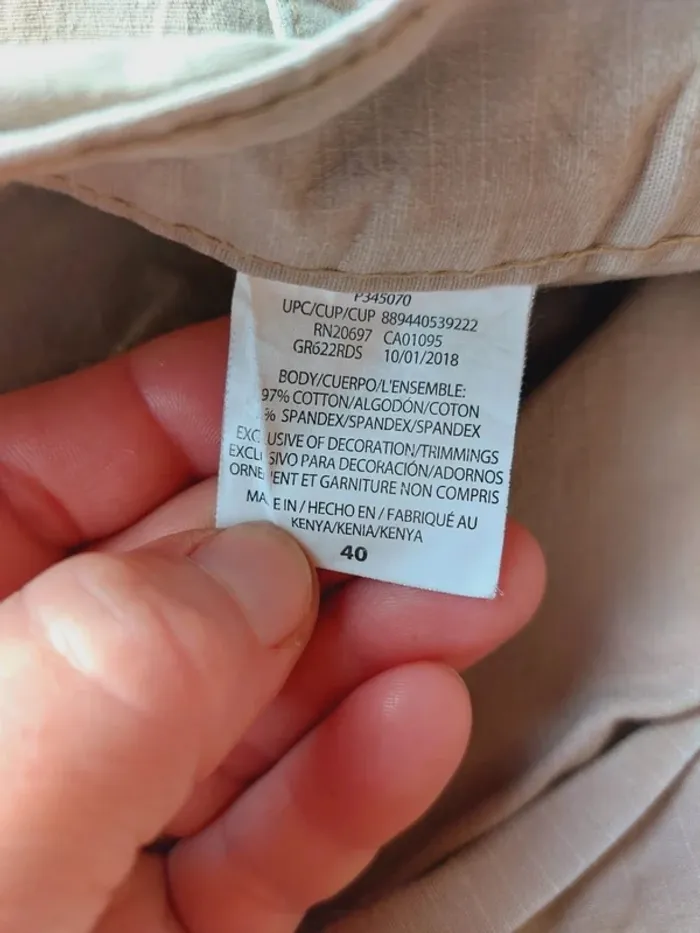 P345070
UPC/CUP/CUP 889440539222
RN20697 CA01095
GR622RDS 10/01/2018
BODY/CUERPO/L'ENSEMBLE:
97% COTTON/ALGODÓN/COTON
% SPANDEX/SPANDEX/SPANDEX
EXCLUSIVE OF DECORATION/TRIMMINGS
EXCLUSIVO PARA DECORACIÓN/ADORNOS
ORNEMENT ET GARNITURE NON COMPRIS
MADE IN / HECHO EN / FABRIQUÉ AU
KENYA/KENIA/KENYA
40